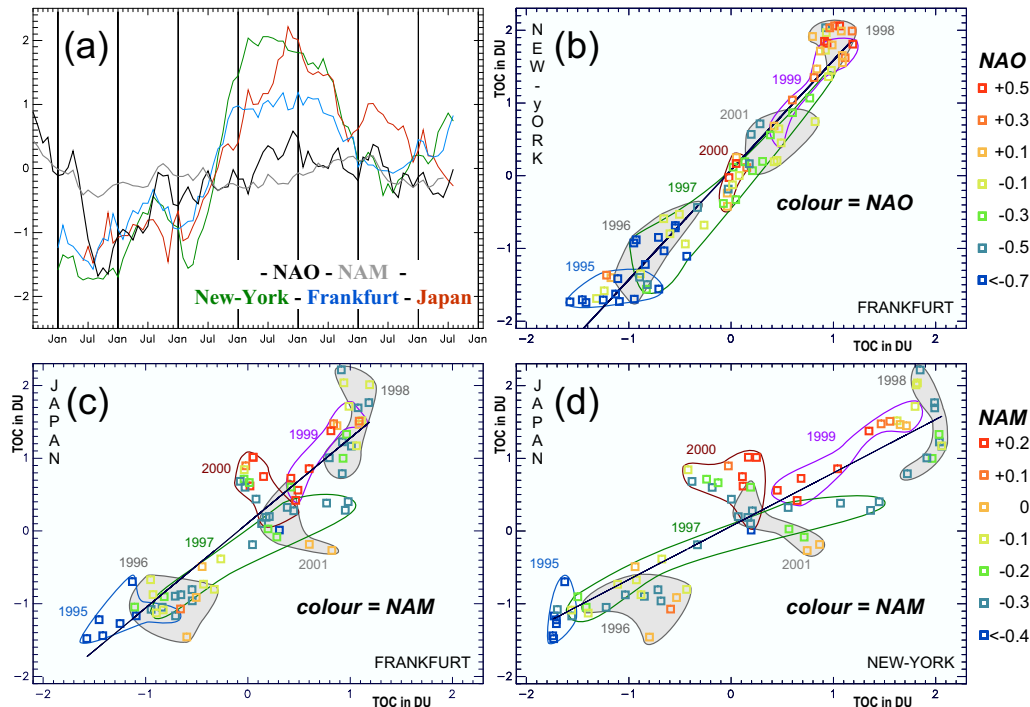 (a)
2
1
0
1
2
Jan Jul Jan Jul Jan Jul Jan Jul Jan Jul Jan Jul Jan Jul
- NAO - NAM -
New-York - Frankfurt - Japan
(b)
TOC in DU
NEW-yORK
2
1
0
-1
-2
-2 -1 0 1 2
TOC in DU
1998
1999
2001
2000
1997
1996
1995
colour = NAO
FRANKFURT
NAO
+0.5
+0.3
+0.1
-0.1
-0.3
-0.5
<-0.7
(c)
TOC in DU
JAPAN
2
1
0
-1
-2
-2 -1 0 1 2
TOC in DU
1998
1999
2000
1997
2001
1996
1995
colour = NAM
FRANKFURT
(d)
TOC in DU
JAPAN
2
1
0
-1
-2
-2 -1 0 1 2
TOC in DU
1998
1999
2000
1997
2001
1995
1996
colour = NAM
NEW-YORK
NAM
+0.2
+0.1
0
-0.1
-0.2
-0.3
<-0.4